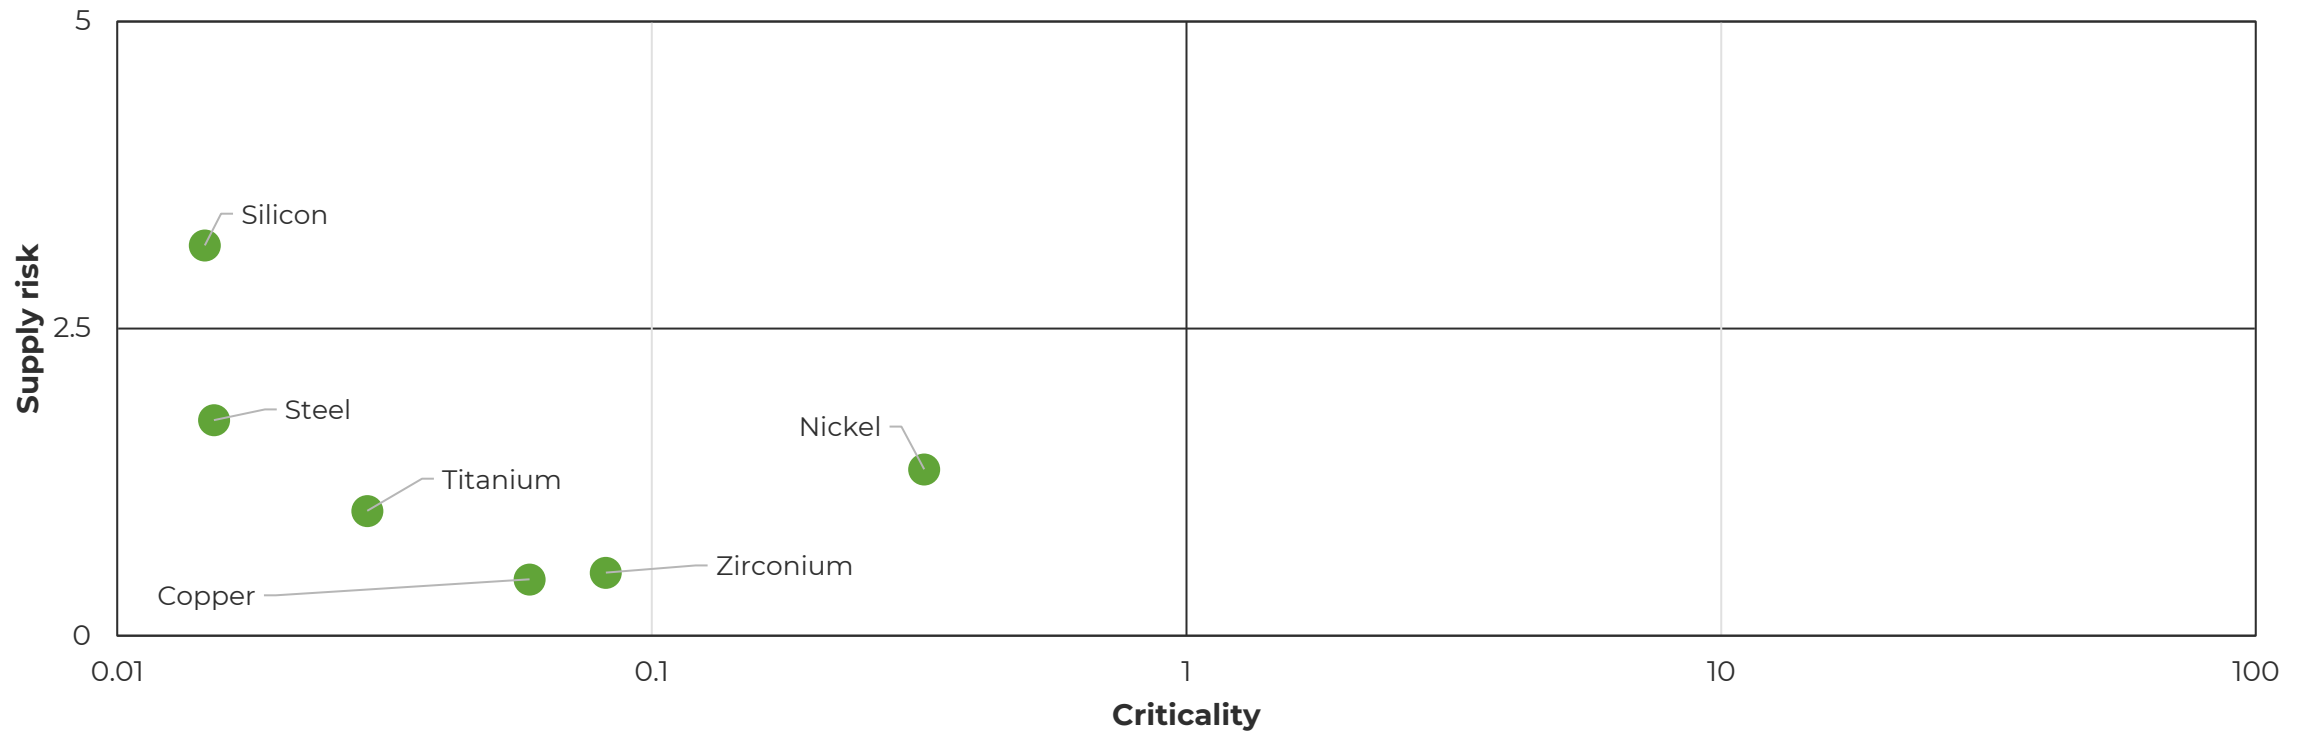 5
Silicon
Supply risk
2.5
Steel
Nickel
Titanium
Zirconium
Copper
0
0.01
0.1
1
10
100
Criticality